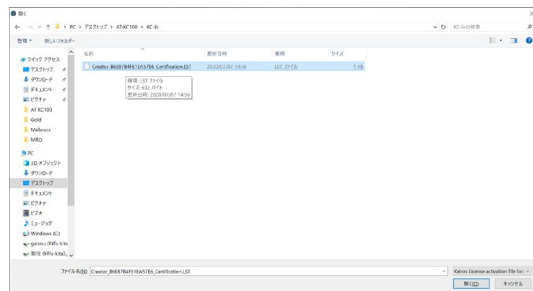 開く
PC > デスクトップ > AT-KC100 > KC-lic
KC-licの検索
整理
新しいフォルダー
名前
更新日時
種類
サイズ
Creator_B6B87B4FE1EA57E6_Certification.LST
2020/07/07 14:56
LST ファイル
1 KB
種類: LST ファイル
サイズ: 632 バイト
更新日時: 2020/07/07 14:56
クイック アクセス
デスクトップ
ダウンロード
ドキュメント
ピクチャ
AT-KC100
Gold
Mellanox
MRD
PC
3D オブジェクト
ダウンロード
デスクトップ
ドキュメント
ピクチャ
ビデオ
ミュージック
Windows (C:)
ファイル名(N):
Creator_B6B87B4FE1EA57E6_Certification.LST
Kairos License activation File for
開く(O)
キャンセル